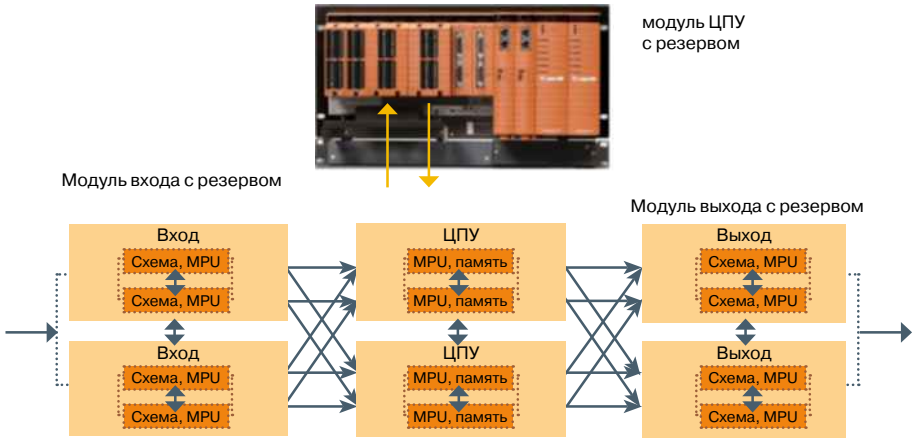 модуль ЦПУ
с резервом
Модуль входа с резервом
Модуль выхода с резервом
Вход
Схема, MPU
Схема, MPU
ЦПУ
MPU, память
MPU, память
Выход
Схема, MPU
Схема, MPU
Вход
Схема, MPU
Схема, MPU
ЦПУ
MPU, память
MPU, память
Выход
Схема, MPU
Схема, MPU